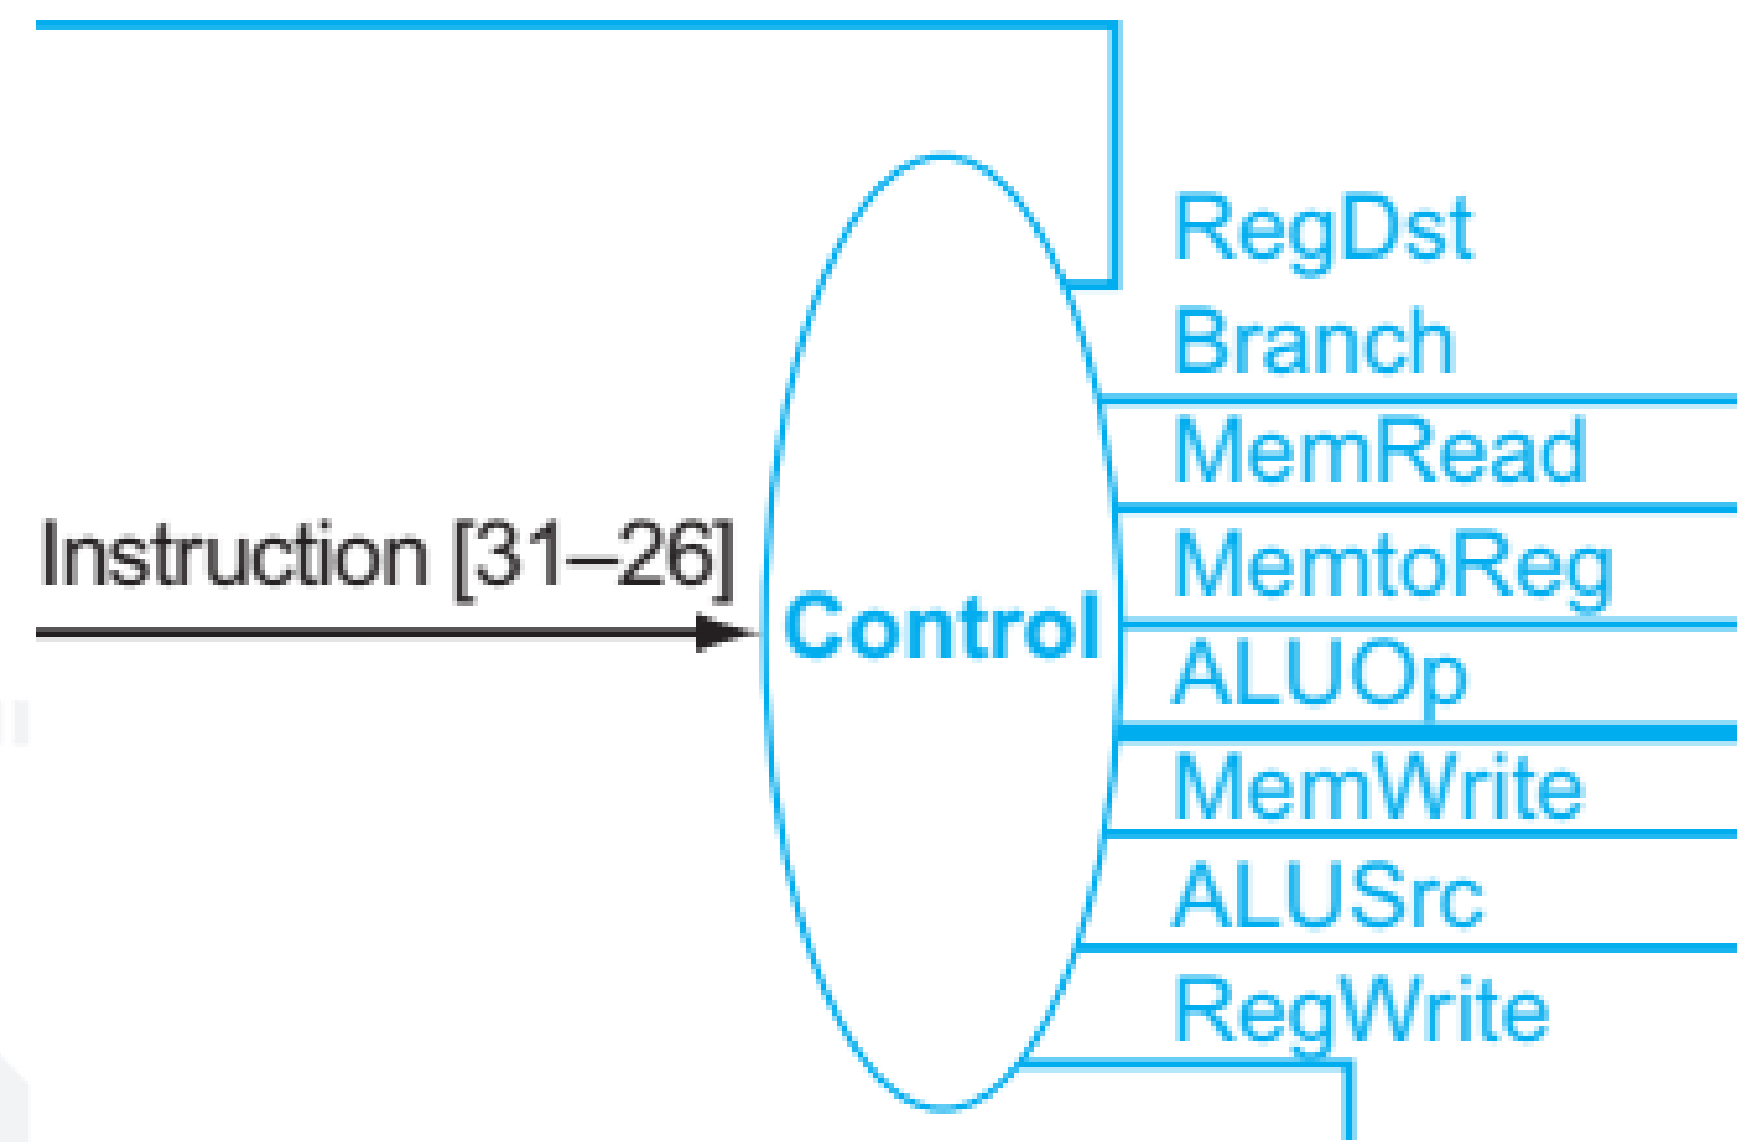 RegDst
Branch
MemRead
Instruction [31–26]
MemtoReg
Control
ALUOp
MemWrite
ALUSrc
RegWrite